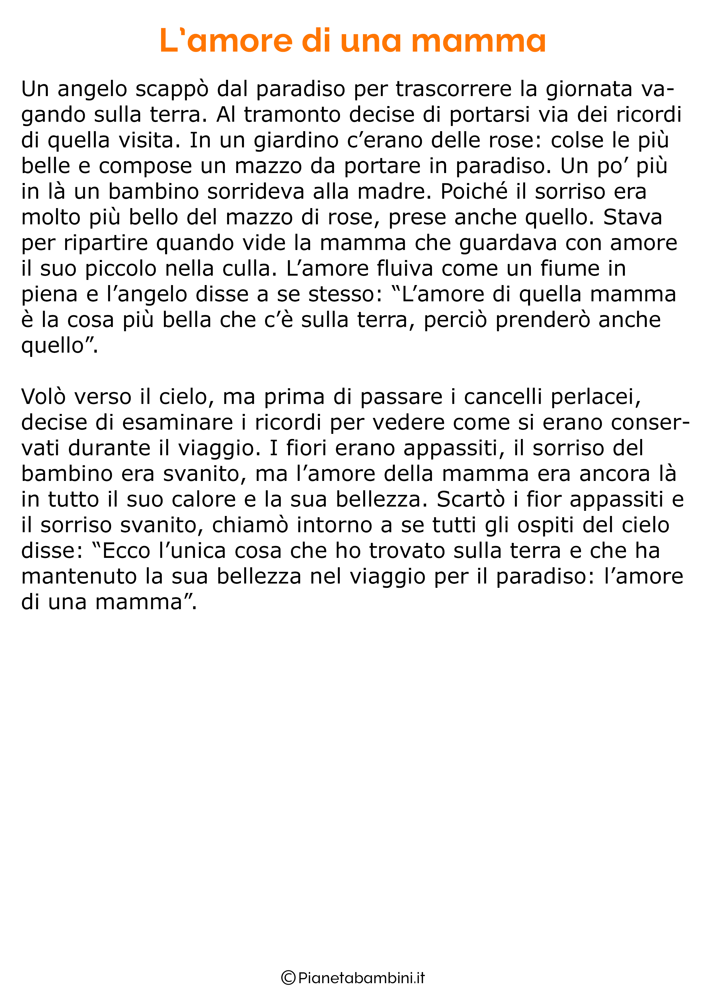 L’amore di una mamma
Un angelo scappò dal paradiso per trascorrere la giornata va-
gando sulla terra. Al tramonto decise di portarsi via dei ricordi
di quella visita. In un giardino c’erano delle rose: colse le più
belle e compose un mazzo da portare in paradiso. Un po’ più
in là un bambino sorrideva alla madre. Poiché il sorriso era
molto più bello del mazzo di rose, prese anche quello. Stava
per ripartire quando vide la mamma che guardava con amore
il suo piccolo nella culla. L’amore fluiva come un fiume in
piena e l’angelo disse a se stesso: “L’amore di quella mamma
è la cosa più bella che c’è sulla terra, perciò prenderò anche
quello”.
Volò verso il cielo, ma prima di passare i cancelli perlacei,
decise di esaminare i ricordi per vedere come si erano conser-
vati durante il viaggio. I fiori erano appassiti, il sorriso del
bambino era svanito, ma l’amore della mamma era ancora là
in tutto il suo calore e la sua bellezza. Scartò i fior appassiti e
il sorriso svanito, chiamò intorno a se tutti gli ospiti del cielo
disse: “Ecco l’unica cosa che ho trovato sulla terra e che ha
mantenuto la sua bellezza nel viaggio per il paradiso: l’amore
di una mamma”.
©Pianetabambini.it